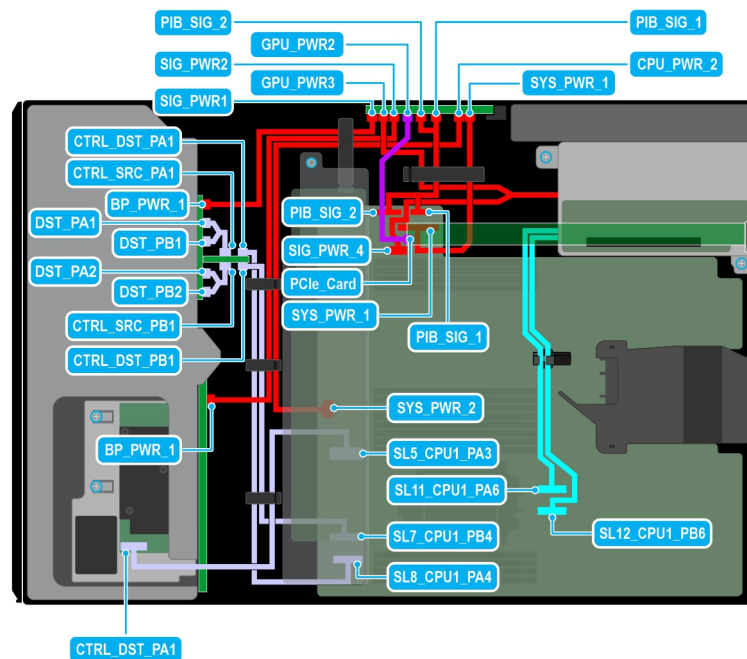 PIB_SIG_2
PIB_SIG_1
GPU_PWR2
SIG_PWR2
CPU_PWR_2
GPU_PWR3
SYS_PWR_1
SIG_PWR1
CTRL_DST_PA1
CTRL_SRC_PA1
BP_PWR_1
DST_PA1
PIB_SIG_2
DST_PB1
SIG_PWR_4
DST_PA2
PCIe_Card
DST_PB2
SYS_PWR_1
CTRL_SRC_PB1
PIB_SIG_1
CTRL_DST_PB1
SYS_PWR_2
BP_PWR_1
SL5_CPU1_PA3
SL11_CPU1_PA6
SL7_CPU1_PB4
SL12_CPU1_PB6
SL8_CPU1_PA4
CTRL_DST_PA1